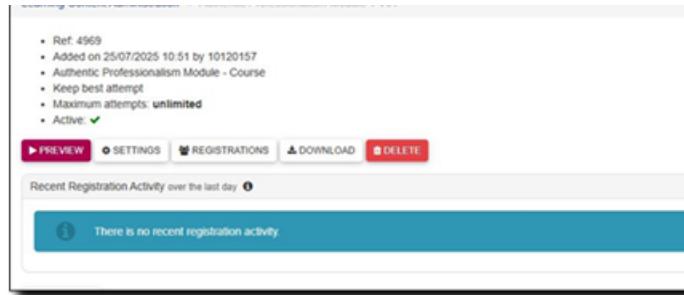 Ref: 4969
Added on 25/07/2025 10:51 by 10120157
Authentic Professionalism Module - Course
Keep best attempt
Maximum attempts: unlimited
Active:
PREVIEW SETTINGS REGISTRATIONS DOWNLOAD DELETE
Recent Registration Activity over the last day
There is no recent registration activity.